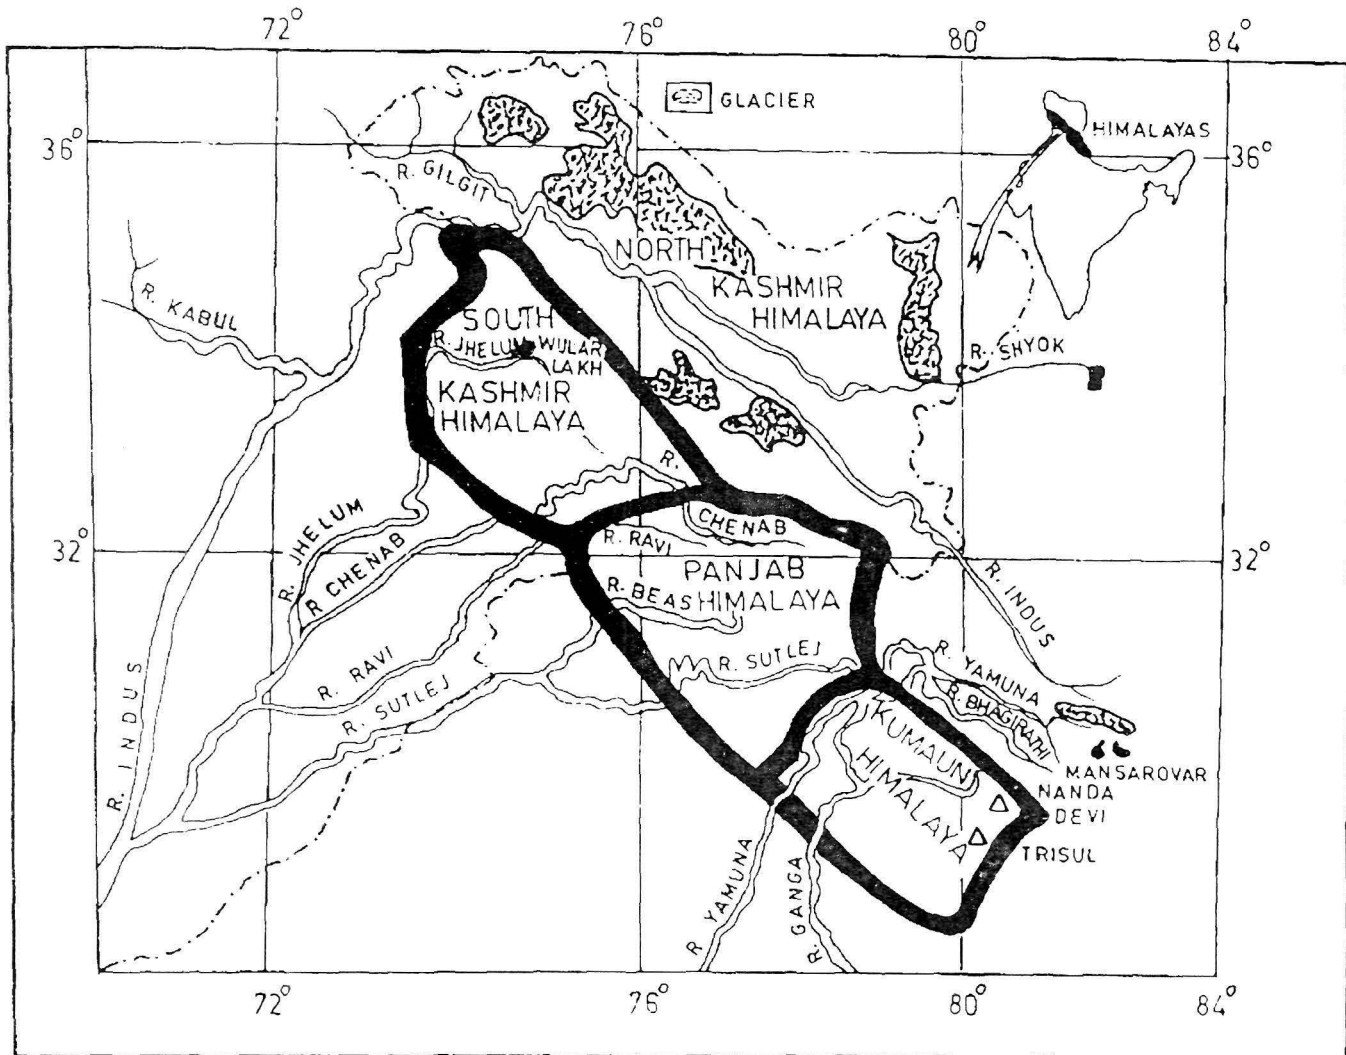 72°
76°
80°
84°
GLACIER
HIMALAYAS
36°
36°
R. GILGIT
NORTH
KASHMIR
HIMALAYA
R. KABUL
SOUTH
R. JHELUM
WULAR
LAKH
R. SHYOK
KASHMIR
HIMALAYA
R.
CHENAB
R. JHELUM
R CHENAB
R. RAVI
32°
32°
PANJAB
HIMALAYA
R. BEAS
R. INDUS
R. SUTLEJ
R. YAMUNA
R. BHAGIRATHI
R. RAVI
R. SUTLEJ
R. INDUS
KUMAUN
HIMALAYA
MANSAROVAR
NANDA
DEVI
TRISUL
R YAMUNA
R. GANGA
72°
76°
80°
84°